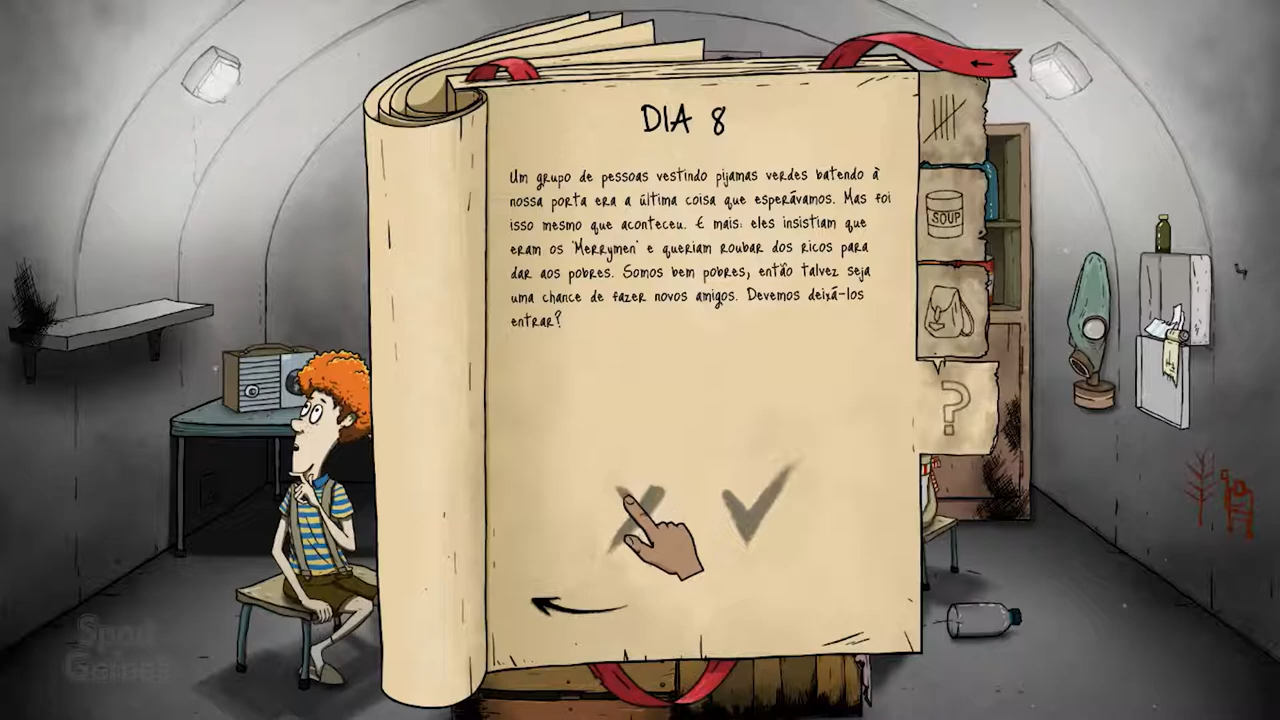 DIA 8
Um grupo de pessoas vestindo pijamas verdes batendo à
nossa porta era a última coisa que esperávamos. Mas foi
isso mesmo que aconteceu. E mais: eles insistiam que
eram os 'Merrymen' e queriam roubar dos ricos para
dar aos pobres. Somos bem pobres, então talvez seja
uma chance de fazer novos amigos. Devemos deixá-los
entrar?
SOUP
?